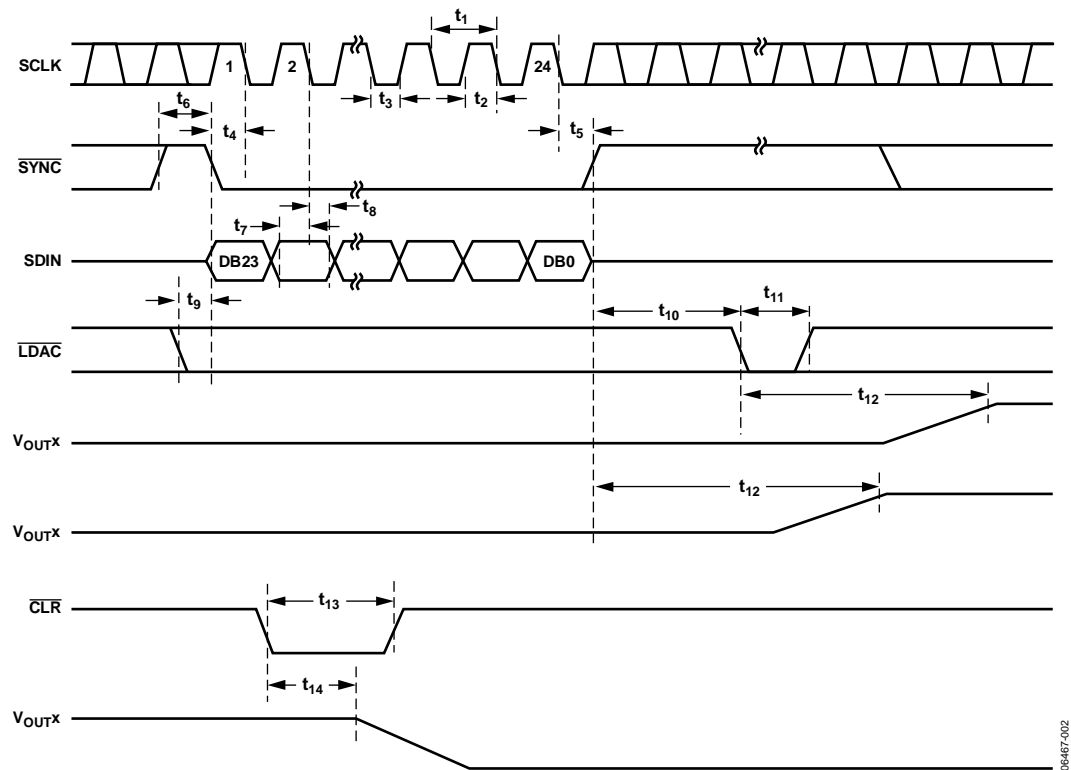 t1
SCLK
1
2
24
t3
t2
t6
t4
t5
SYNC
t8
t7
SDIN
DB23
DB0
t9
t10
t11
LDAC
t12
VOUTX
t12
VOUTX
CLR
t13
t14
VOUTX
06467-002